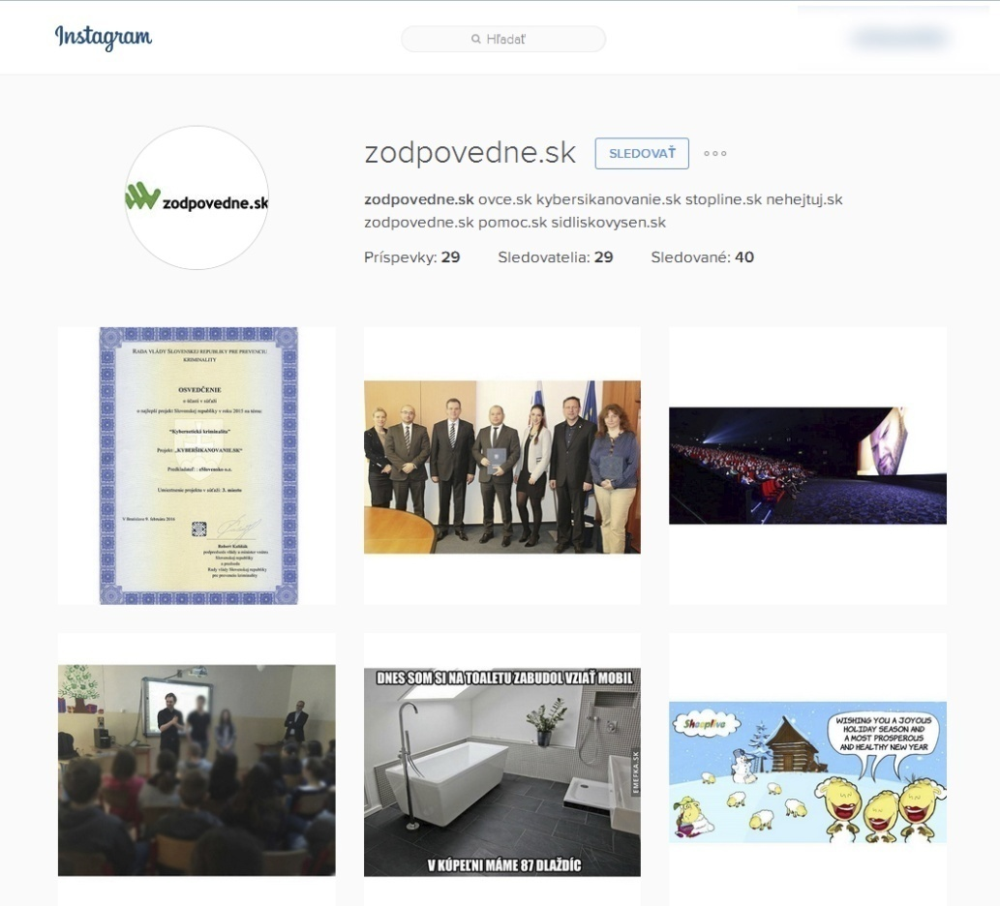 Instagram
Hľadať
zodpovedne.sk
zodpovedne.sk
SLEDOVAŤ
zodpovedne.sk ovce.sk kybersikanovanie.sk stopline.sk nehejtuj.sk
zodpovedne.sk pomoc.sk sidliskovysen.sk
Príspevky: 29
Sledovatelia: 29
Sledované: 40
RADA VLÁDY SLOVENSKEJ REPUBLIKY PRE PREVENCIU
KRIMINALITY
OSVEDČENIE
o účasti v súťaži
o najlepší projekt Slovenskej republiky v roku 2015 na tému:
"Kybernetická kriminalita"
Projekt: „KYBERŠIKANOVANIE.SK"
Predkladateľ: : eSlovensko o.z.
Umiestnenie projektu v súťaži: 3. miesto
V Bratislave 9. februára 2016
Robert Kaliňák
podpredseda vlády a minister vnútra
Slovenskej republiky
a predseda
Rady vlády Slovenskej republiky
pre prevenciu kriminality
DNES SOM SI NA TOALETU ZABUDOL VZIAŤ MOBIL
EMEFKA.SK
V KÚPEĽNI MÁME 87 DLAŽDÍC
Sheeplive
WISHING YOU A JOYOUS
HOLIDAY SEASON AND
A MOST PROSPEROUS
AND HEALTHY NEW YEAR